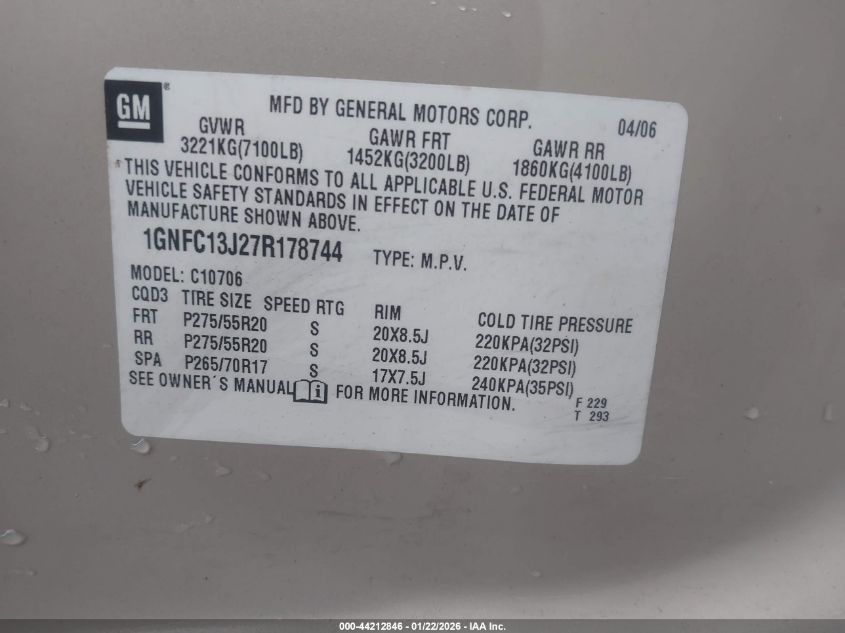 GM®
MFD BY GENERAL MOTORS CORP. 04/06
GVWR GAWR FRT GAWR RR
3221KG(7100LB) 1452KG(3200LB) 1860KG(4100LB)
THIS VEHICLE CONFORMS TO ALL APPLICABLE U.S. FEDERAL MOTOR
VEHICLE SAFETY STANDARDS IN EFFECT ON THE DATE OF
MANUFACTURE SHOWN ABOVE.
1GNFC13J27R178744 TYPE: M.P.V.
MODEL: C10706
CQD3 TIRE SIZE SPEED RTG RIM COLD TIRE PRESSURE
FRT P275/55R20 S 20X8.5J 220KPA(32PSI)
RR P275/55R20 S 20X8.5J 220KPA(32PSI)
SPA P265/70R17 S 17X7.5J 240KPA(35PSI)
SEE OWNER´S MANUAL i FOR MORE INFORMATION.
F 229
T 293
000-44212846 - 01/22/2026 - IAA Inc.